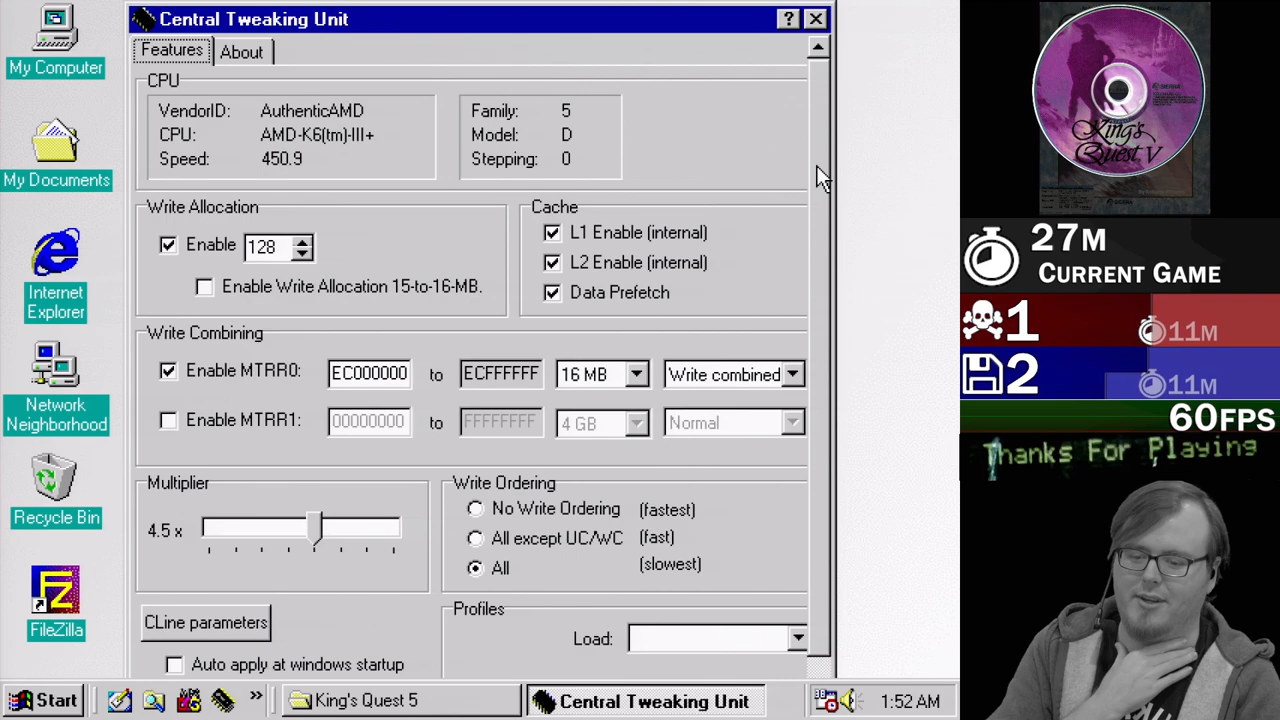 My Computer
My Documents
Internet
Explorer
Network
Neighborhood
Recycle Bin
FileZilla
Central Tweaking Unit
?
Features
About
CPU
VendorID: AuthenticAMD
CPU: AMD-K6(tm)-III+
Speed: 450.9
Family: 5
Model: D
Stepping: 0
Write Allocation
Enable 128
Enable Write Allocation 15-to-16-MB.
Cache
L1 Enable (internal)
L2 Enable (internal)
Data Prefetch
Write Combining
Enable MTRR0: EC000000 to ECFFFFFF 16 MB Write combined
Enable MTRR1: 00000000 to FFFFFFFF 4 GB Normal
Multiplier
4.5 x
Write Ordering
No Write Ordering (fastest)
All except UC/WC (fast)
All (slowest)
CLine parameters
Auto apply at windows startup
Profiles
Load:
Start
King's Quest 5
Central Tweaking Unit
1:52 AM
King's
Quest V
27M
Current Game
1 11M
2 11M
60FPS
Thanks For Playing